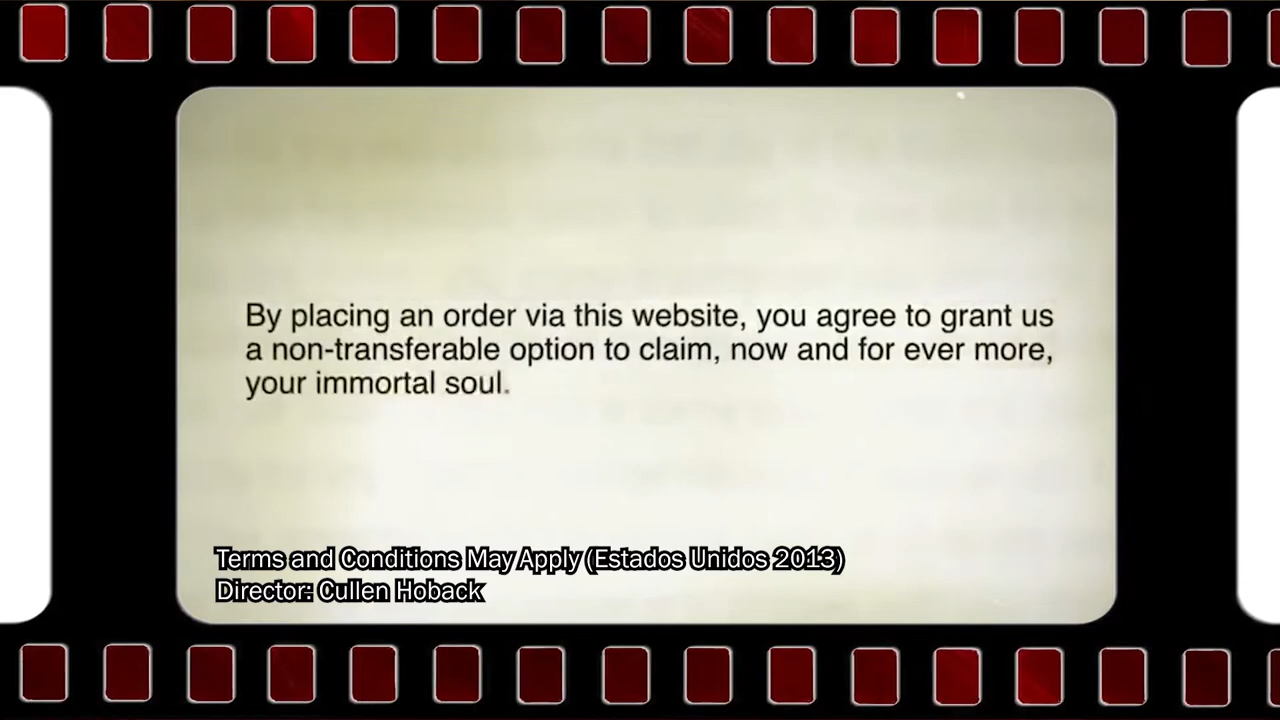 By placing an order via this website, you agree to grant us
a non-transferable option to claim, now and for ever more,
your immortal soul.
Terms and Conditions May Apply (Estados Unidos 2013)
Director: Cullen Hoback